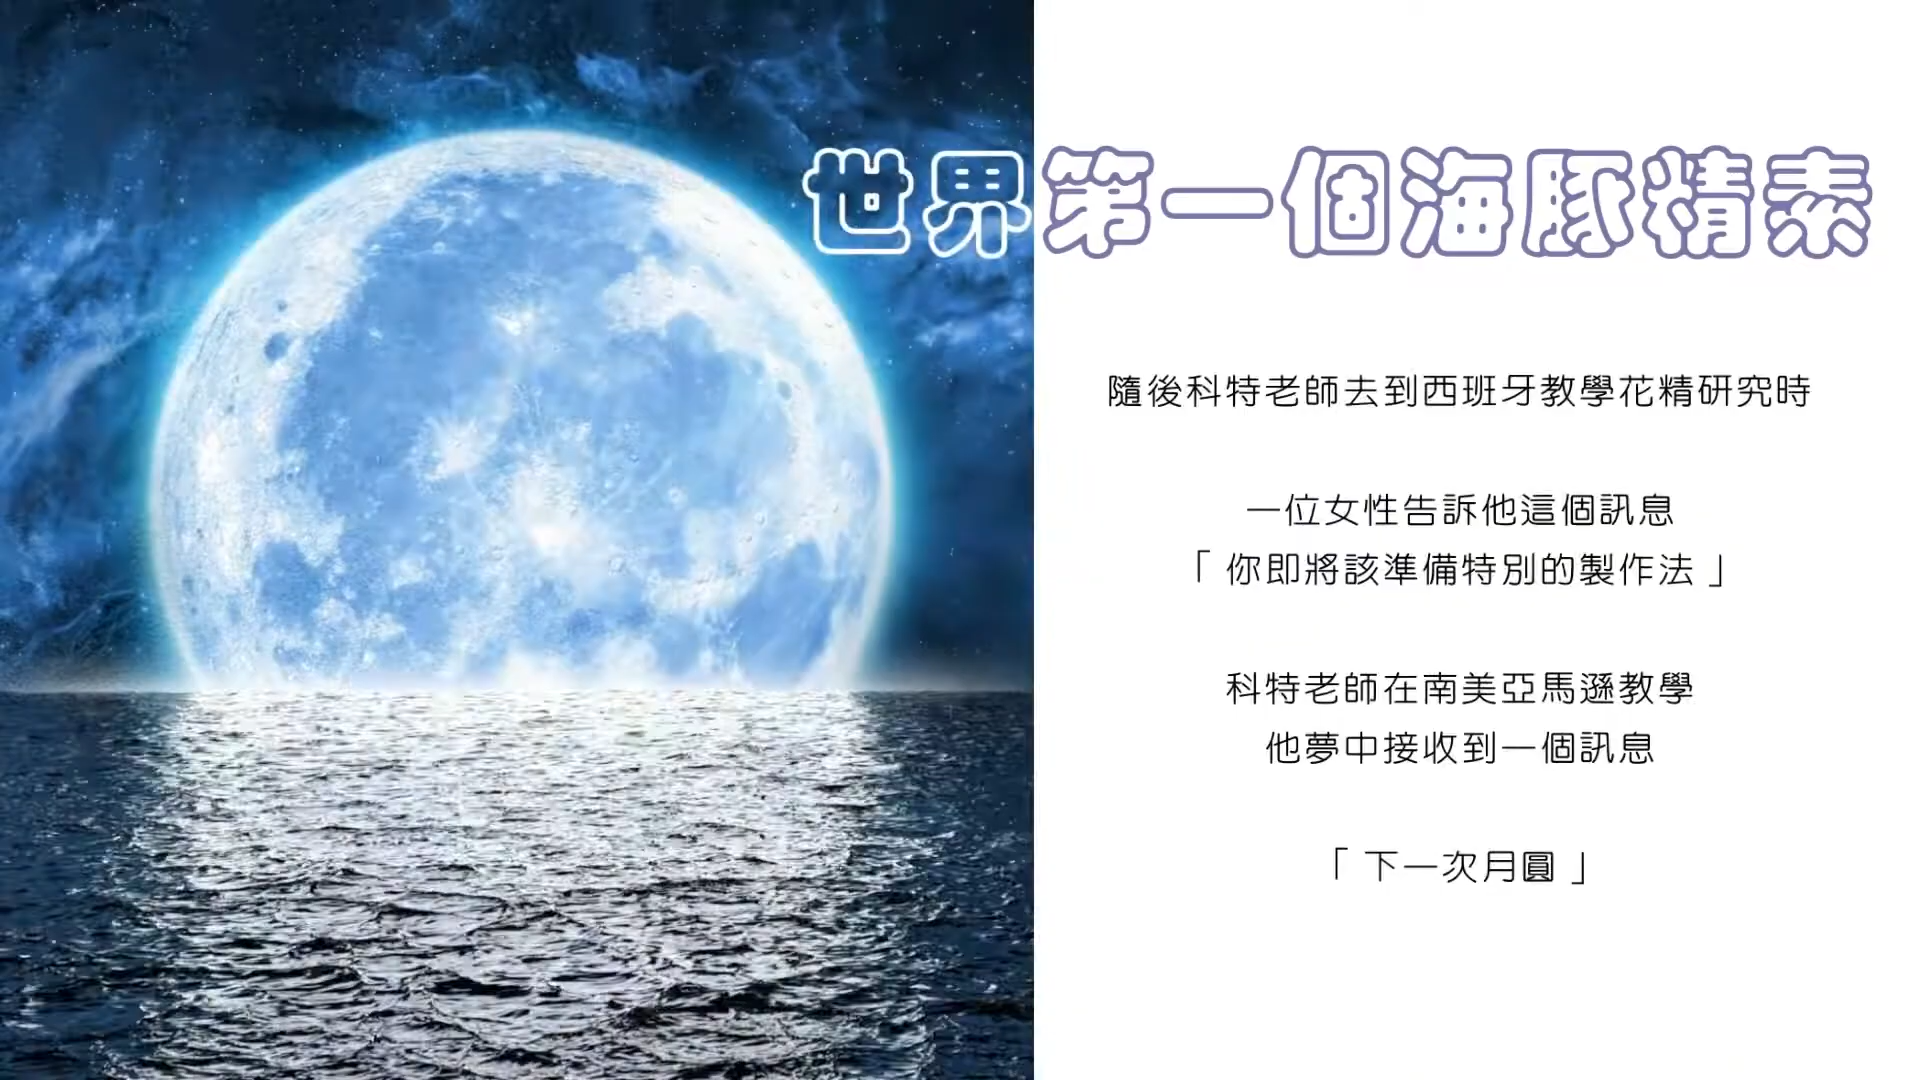 世界第一個海豚精素
隨後科特老師去到西班牙教學花精研究時
一位女性告訴他這個訊息
「 你即將該準備特別的製作法 」
科特老師在南美亞馬遜教學
他夢中接收到一個訊息
「 下一次月圓 」